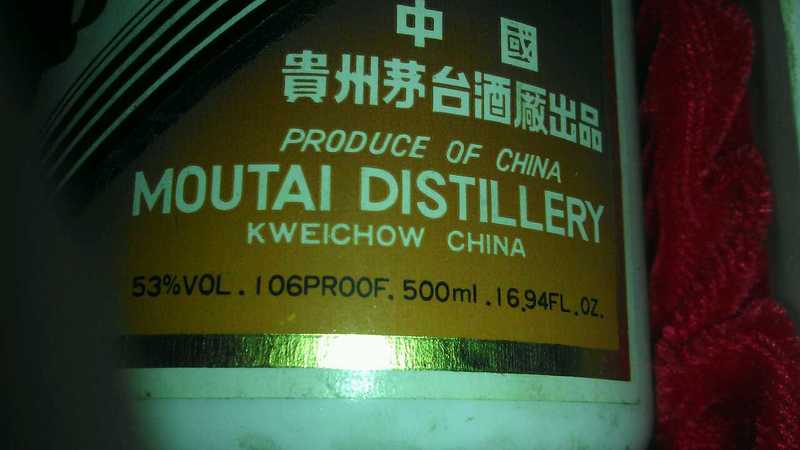 中國
貴州茅台酒厰出品
PRODUCE OF CHINA
MOUTAI DISTILLERY
KWEICHOW CHINA
53%VOL. 106PROOF. 500ml .16.94FL.OZ.